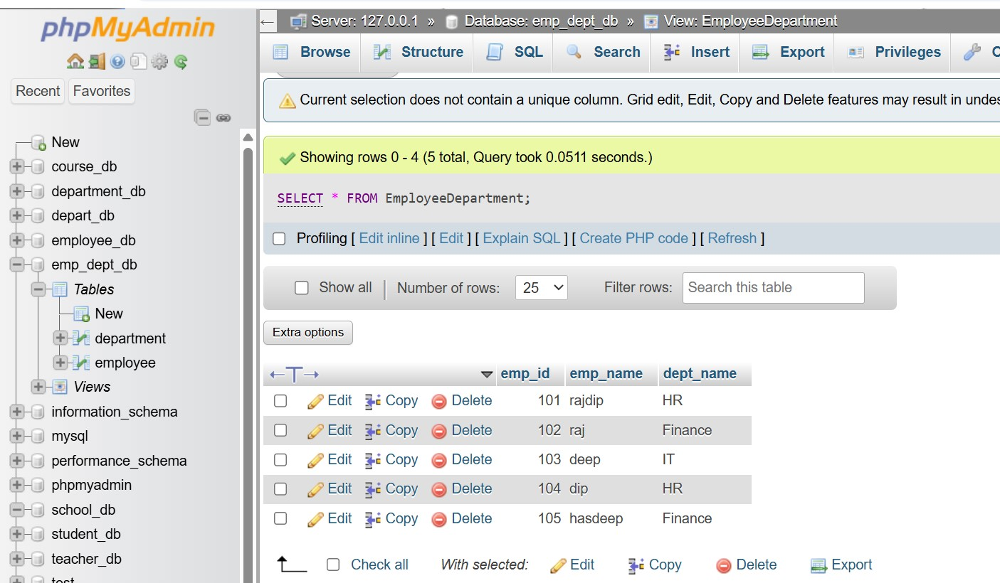 phpMyAdmin
Recent Favorites
New
course_db
department_db
depart_db
employee_db
emp_dept_db
Tables
New
department
employee
Views
information_schema
mysql
performance_schema
phpmyadmin
school_db
student_db
teacher_db
test
Server: 127.0.0.1 » Database: emp_dept_db » View: EmployeeDepartment
Browse Structure SQL Search Insert Export Privileges
Current selection does not contain a unique column. Grid edit, Edit, Copy and Delete features may result in undes
Showing rows 0 - 4 (5 total, Query took 0.0511 seconds.)
SELECT * FROM EmployeeDepartment;
Profiling [ Edit inline ] [ Edit ] [ Explain SQL ] [ Create PHP code ] [ Refresh ]
Show all | Number of rows: 25 Filter rows: Search this table
Extra options
←T→ emp_id emp_name dept_name
Edit Copy Delete 101 rajdip HR
Edit Copy Delete 102 raj Finance
Edit Copy Delete 103 deep IT
Edit Copy Delete 104 dip HR
Edit Copy Delete 105 hasdeep Finance
Check all With selected: Edit Copy Delete Export